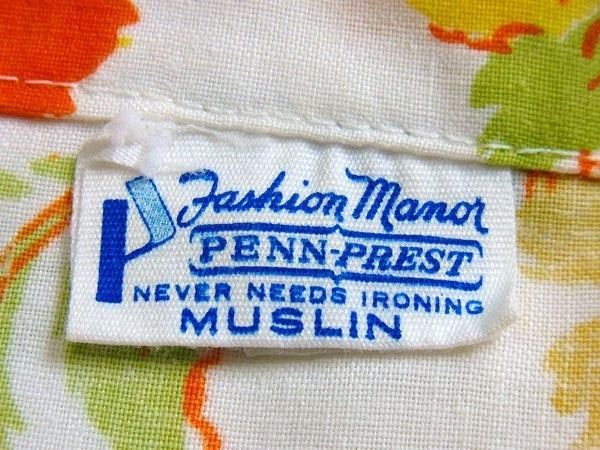 Fashion Manor
PENN-PREST
NEVER NEEDS IRONING
MUSLIN